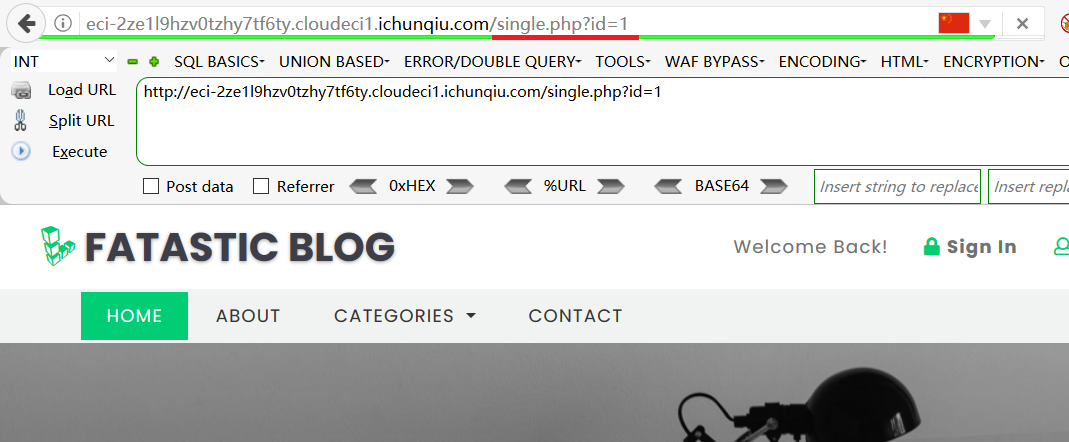 eci-2ze1l9hzv0tzhy7tf6ty.cloudeci1.ichunqiu.com/single.php?id=1
INT SQL BASICS UNION BASED ERROR/DOUBLE QUERY TOOLS WAF BYPASS ENCODING HTML ENCRYPTION O
Load URL http://eci-2ze1l9hzv0tzhy7tf6ty.cloudeci1.ichunqiu.com/single.php?id=1
Split URL
Execute
Post data Referrer 0xHEX %URL BASE64 Insert string to replace Insert repla
FATASTIC BLOG Welcome Back! Sign In
HOME ABOUT CATEGORIES CONTACT